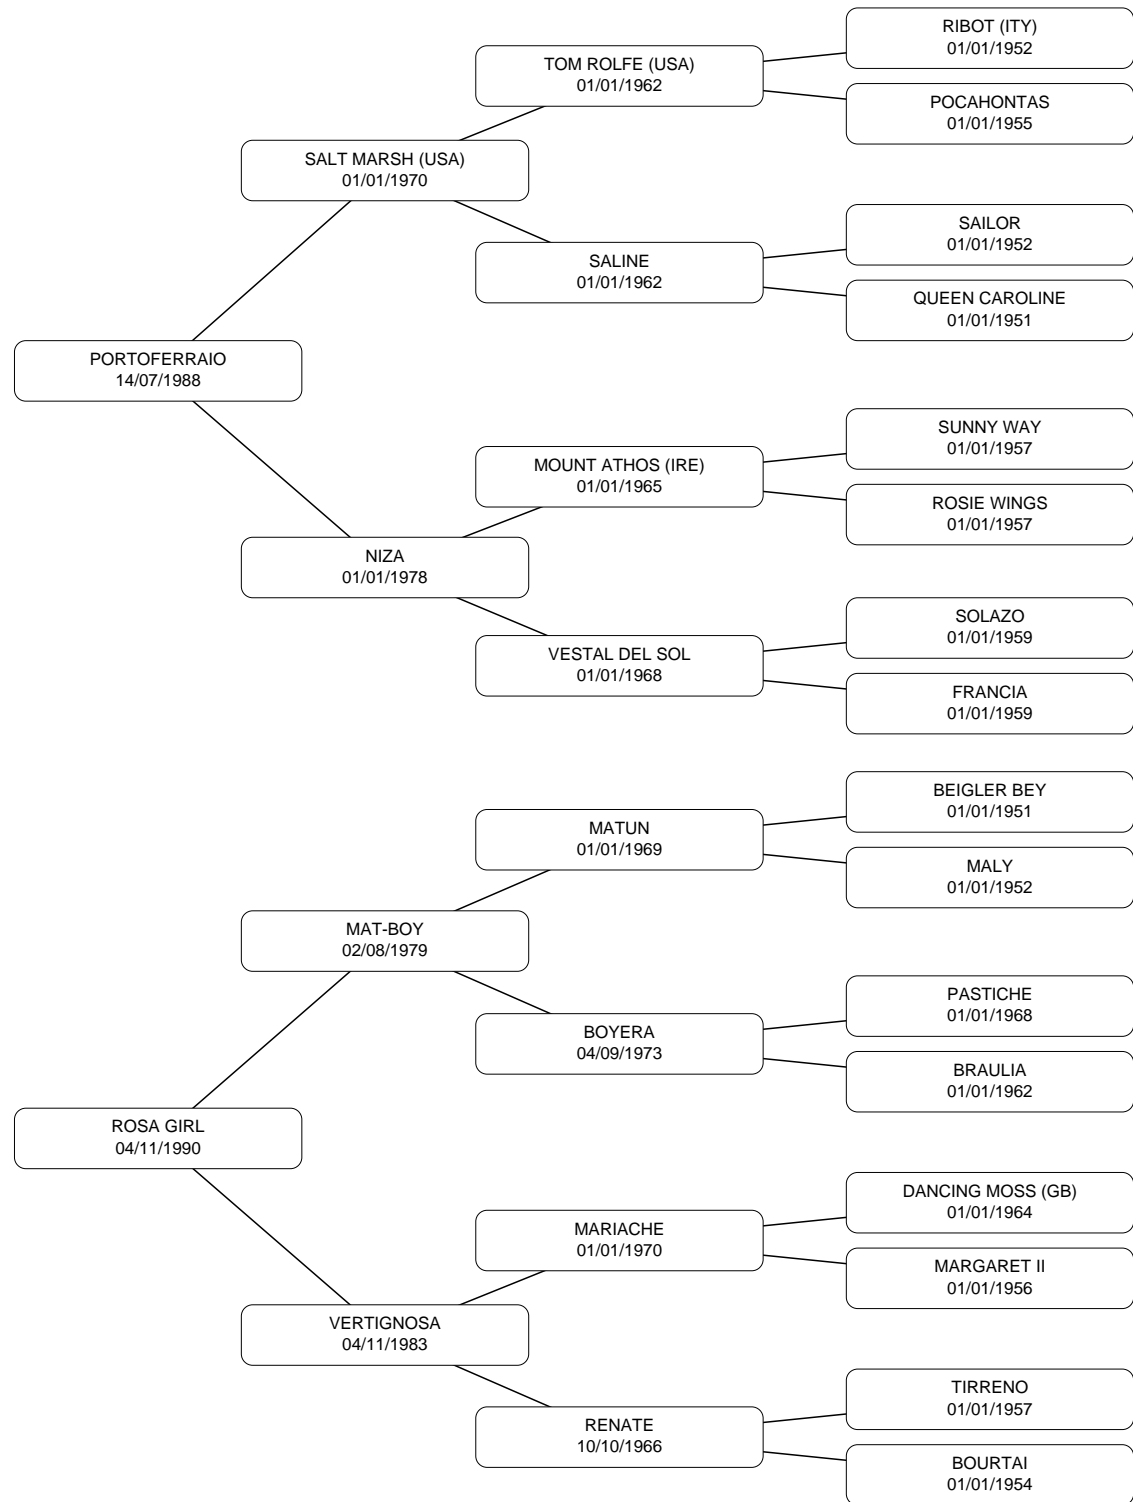 RIBOT (ITY)
01/01/1952
TOM ROLFE (USA)
01/01/1962
POCAHONTAS
01/01/1955
SALT MARSH (USA)
01/01/1970
SAILOR
01/01/1952
SALINE
01/01/1962
QUEEN CAROLINE
01/01/1951
PORTOFERRAIO
14/07/1988
SUNNY WAY
01/01/1957
MOUNT ATHOS (IRE)
01/01/1965
ROSIE WINGS
01/01/1957
NIZA
01/01/1978
SOLAZO
01/01/1959
VESTAL DEL SOL
01/01/1968
FRANCIA
01/01/1959
BEIGLER BEY
01/01/1951
MATUN
01/01/1969
MALY
01/01/1952
MAT-BOY
02/08/1979
PASTICHE
01/01/1968
BOYERA
04/09/1973
BRAULIA
01/01/1962
ROSA GIRL
04/11/1990
DANCING MOSS (GB)
01/01/1964
MARIACHE
01/01/1970
MARGARET II
01/01/1956
VERTIGNOSA
04/11/1983
TIRRENO
01/01/1957
RENATE
10/10/1966
BOURTAI
01/01/1954